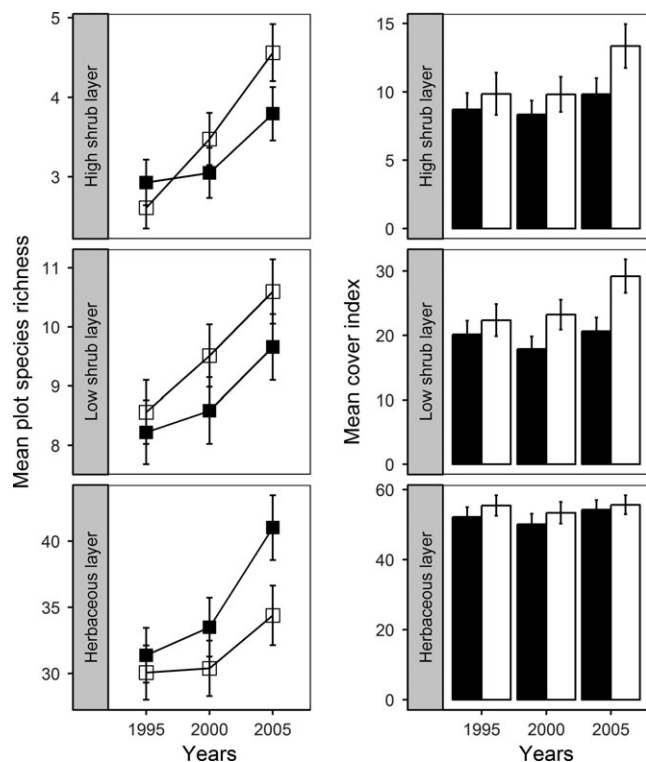 Mean plot species richness
High shrub layer
5
4
3
Low shrub layer
11
10
9
8
Herbaceous layer
40
35
30
1995 2000 2005
Years
Mean cover index
High shrub layer
15
10
5
0
Low shrub layer
30
20
10
0
Herbaceous layer
60
40
20
0
1995 2000 2005
Years